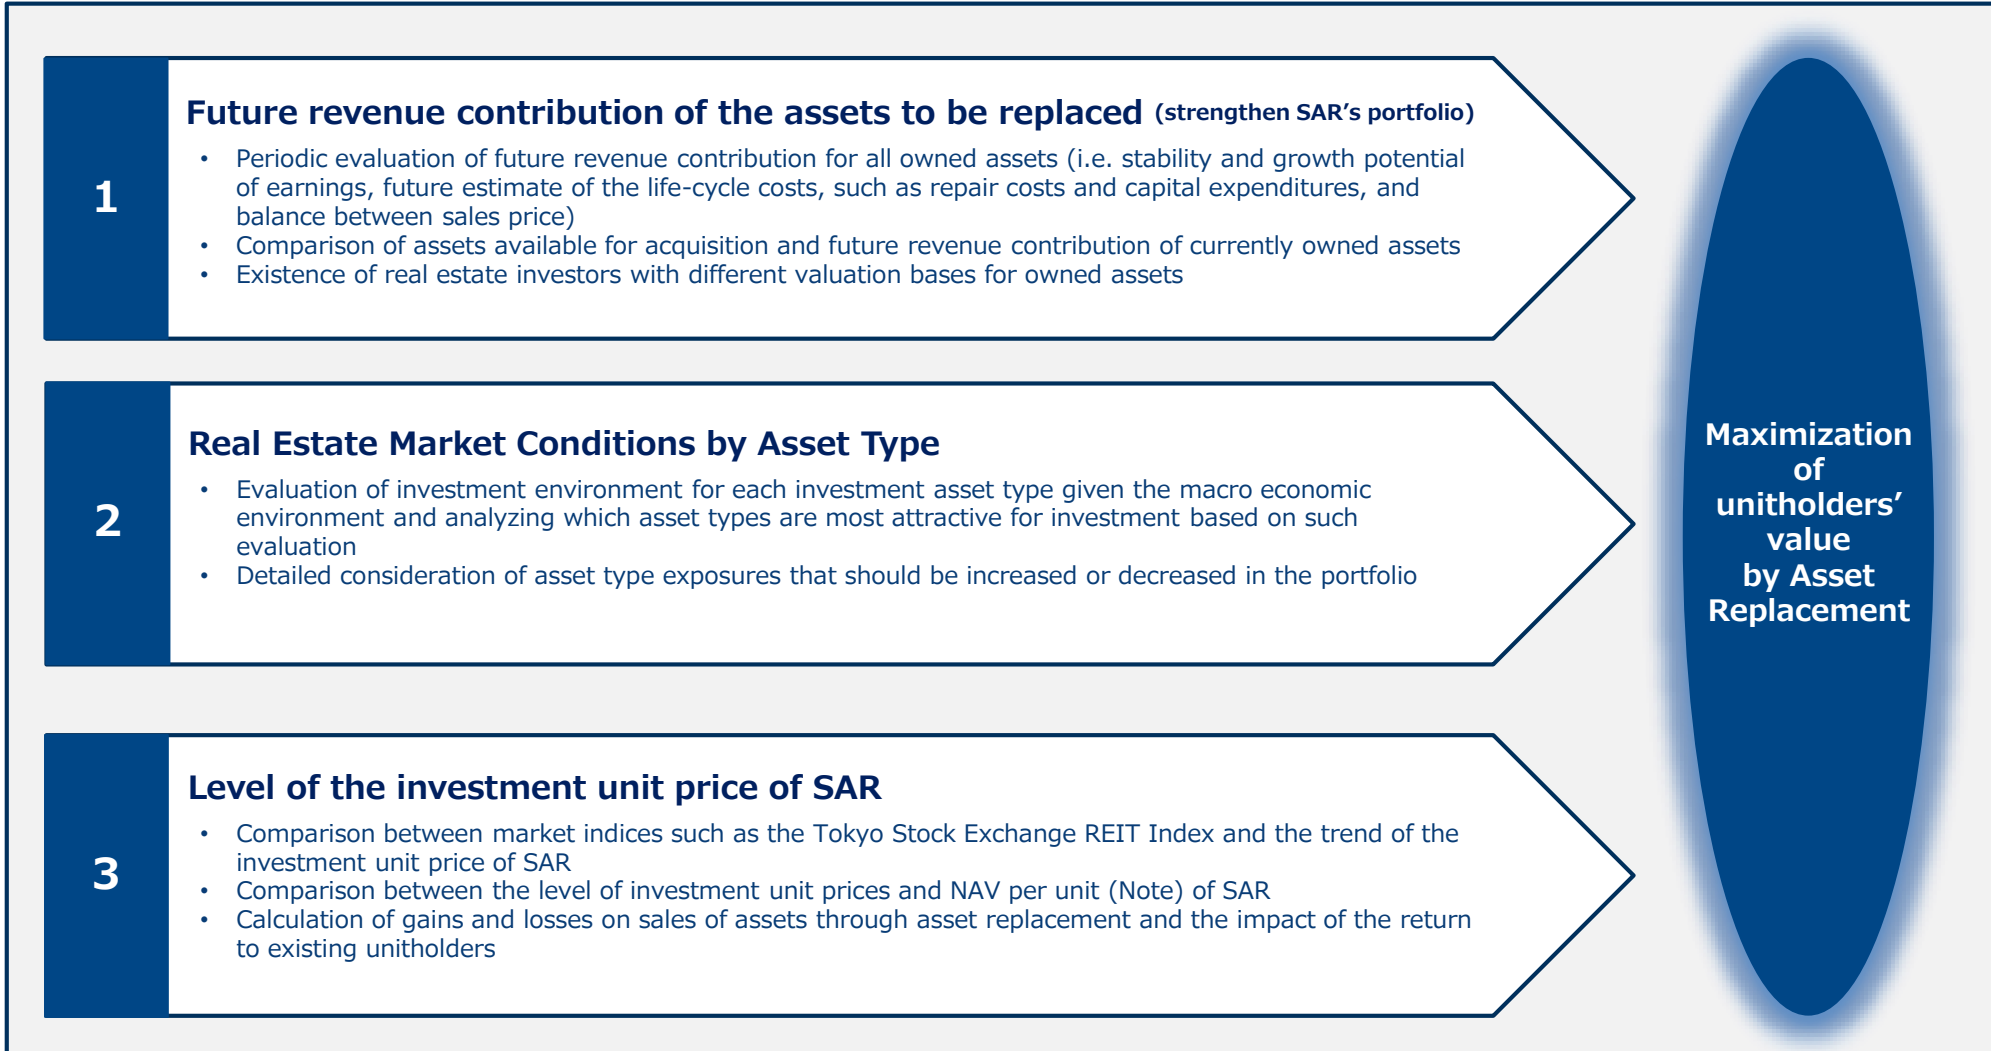 1
Future revenue contribution of the assets to be replaced (strengthen SAR’s portfolio)
• Periodic evaluation of future revenue contribution for all owned assets (i.e. stability and growth potential
of earnings, future estimate of the life-cycle costs, such as repair costs and capital expenditures, and
balance between sales price)
• Comparison of assets available for acquisition and future revenue contribution of currently owned assets
• Existence of real estate investors with different valuation bases for owned assets
2
Real Estate Market Conditions by Asset Type
• Evaluation of investment environment for each investment asset type given the macro economic
environment and analyzing which asset types are most attractive for investment based on such
evaluation
• Detailed consideration of asset type exposures that should be increased or decreased in the portfolio
3
Level of the investment unit price of SAR
• Comparison between market indices such as the Tokyo Stock Exchange REIT Index and the trend of the
investment unit price of SAR
• Comparison between the level of investment unit prices and NAV per unit (Note) of SAR
• Calculation of gains and losses on sales of assets through asset replacement and the impact of the return
to existing unitholders
Maximization
of
unitholders’
value
by Asset
Replacement